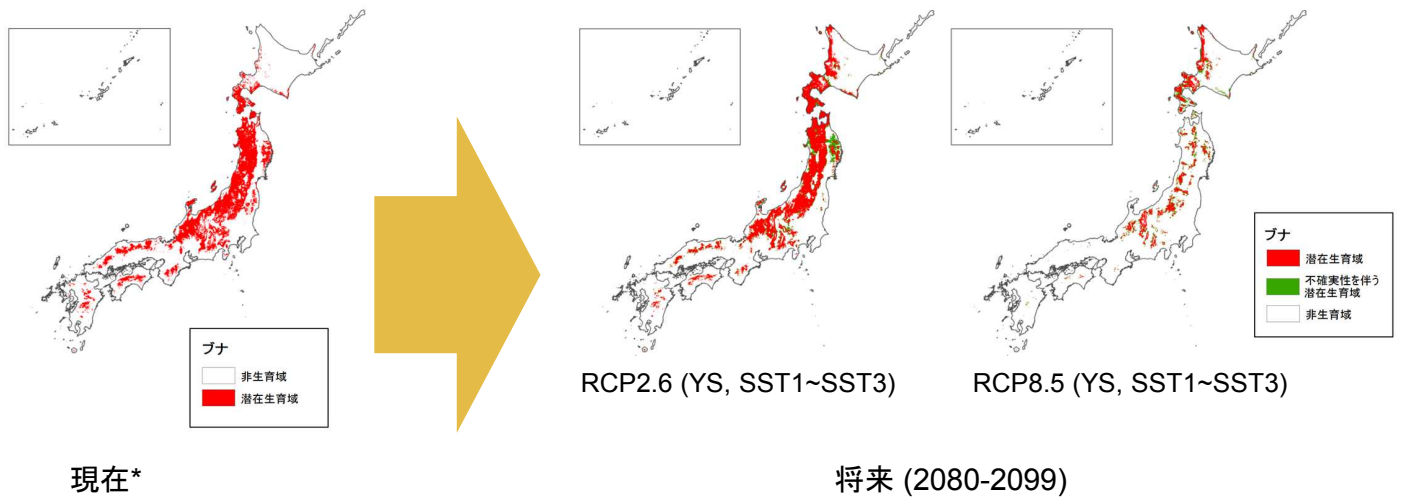 ブナ
非生育域
潜在生育域
現在*
RCP2.6 (YS, SST1~SST3)
RCP8.5 (YS, SST1~SST3)
ブナ
潜在生育域
不確実性を伴う
潜在生育域
非生育域
将来 (2080-2099)